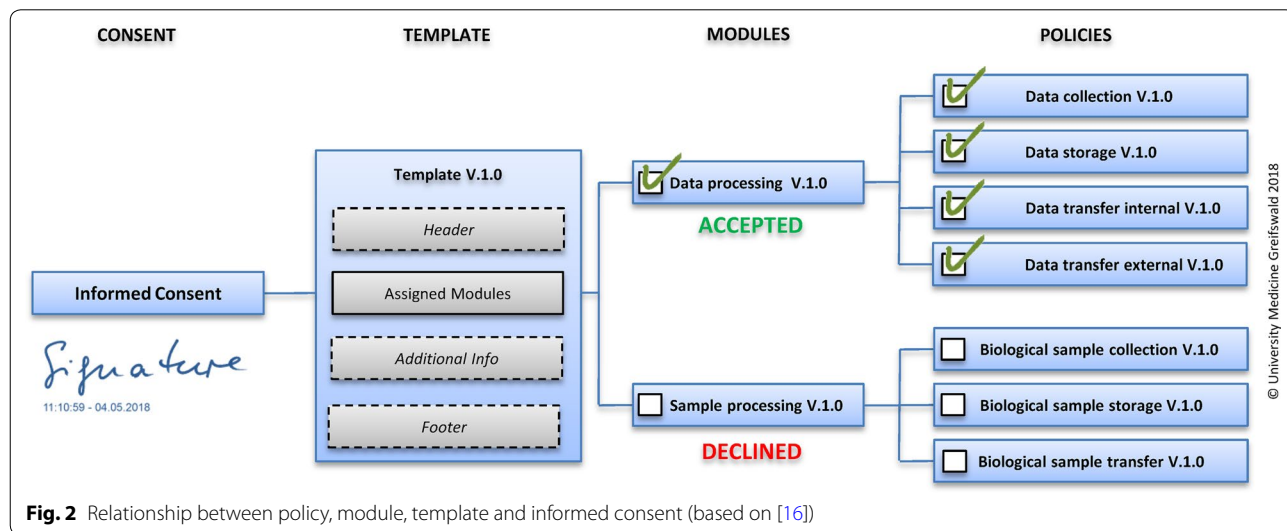 CONSENT
TEMPLATE
MODULES
POLICIES
Informed Consent
Signature
11:10:59 - 04.05.2018
Template V.1.0
Header
Assigned Modules
Additional Info
Footer
Data processing V.1.0
ACCEPTED
Sample processing V.1.0
DECLINED
Data collection V.1.0
Data storage V.1.0
Data transfer internal V.1.0
Data transfer external V.1.0
Biological sample collection V.1.0
Biological sample storage V.1.0
Biological sample transfer V.1.0
© University Medicine Greifswald 2018
Fig. 2 Relationship between policy, module, template and informed consent (based on [16])